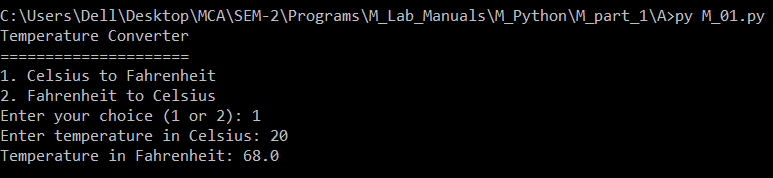 C:\Users\Dell\Desktop\MCA\SEM-2\Programs\M_Lab_Manuals\M_Python\M_part_1\A>py M_01.py
Temperature Converter
=====================
1. Celsius to Fahrenheit
2. Fahrenheit to Celsius
Enter your choice (1 or 2): 1
Enter temperature in Celsius: 20
Temperature in Fahrenheit: 68.0